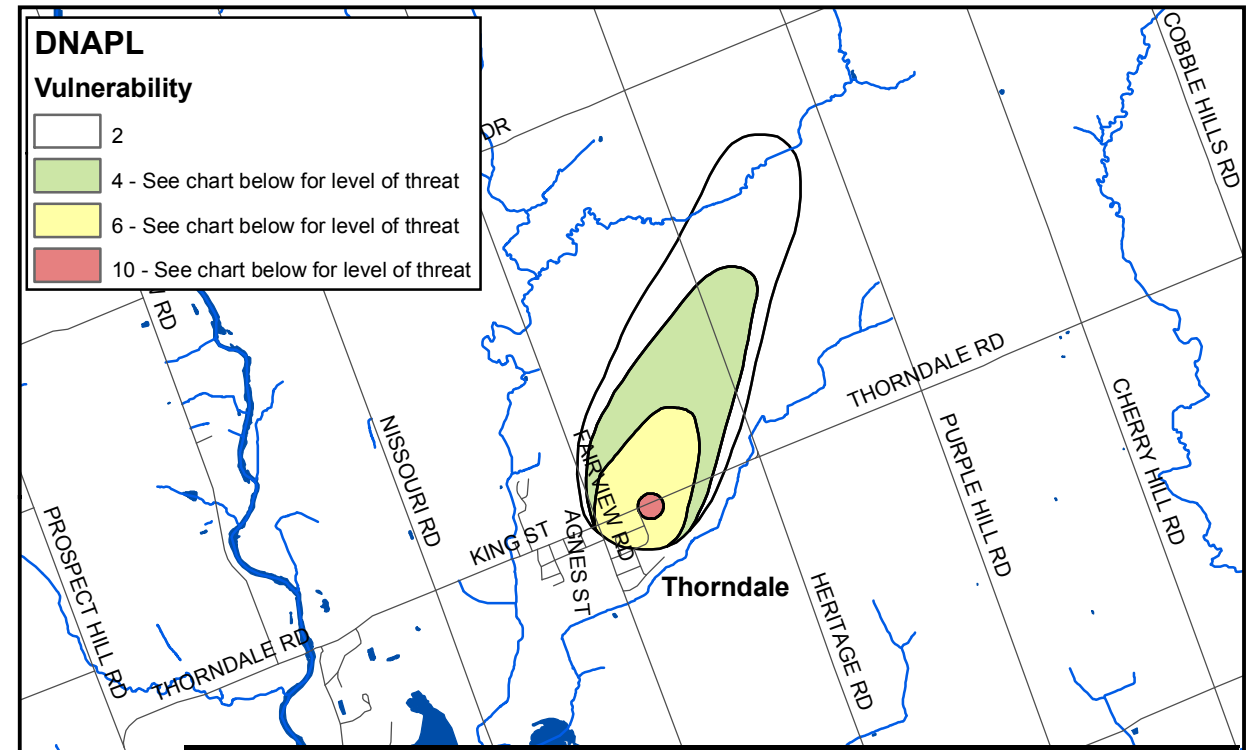 DNAPL
Vulnerability
2
4 - See chart below for level of threat
6 - See chart below for level of threat
10 - See chart below for level of threat
DR
COBBLE HILLS RD
RD
THORNDALE RD
NISSOURI RD
FAIRVIEW RD
CHERRY HILL RD
PURPLE HILL RD
PROSPECT HILL RD
KING ST
AGNES ST
Thorndale
HERITAGE RD
THORNDALE RD